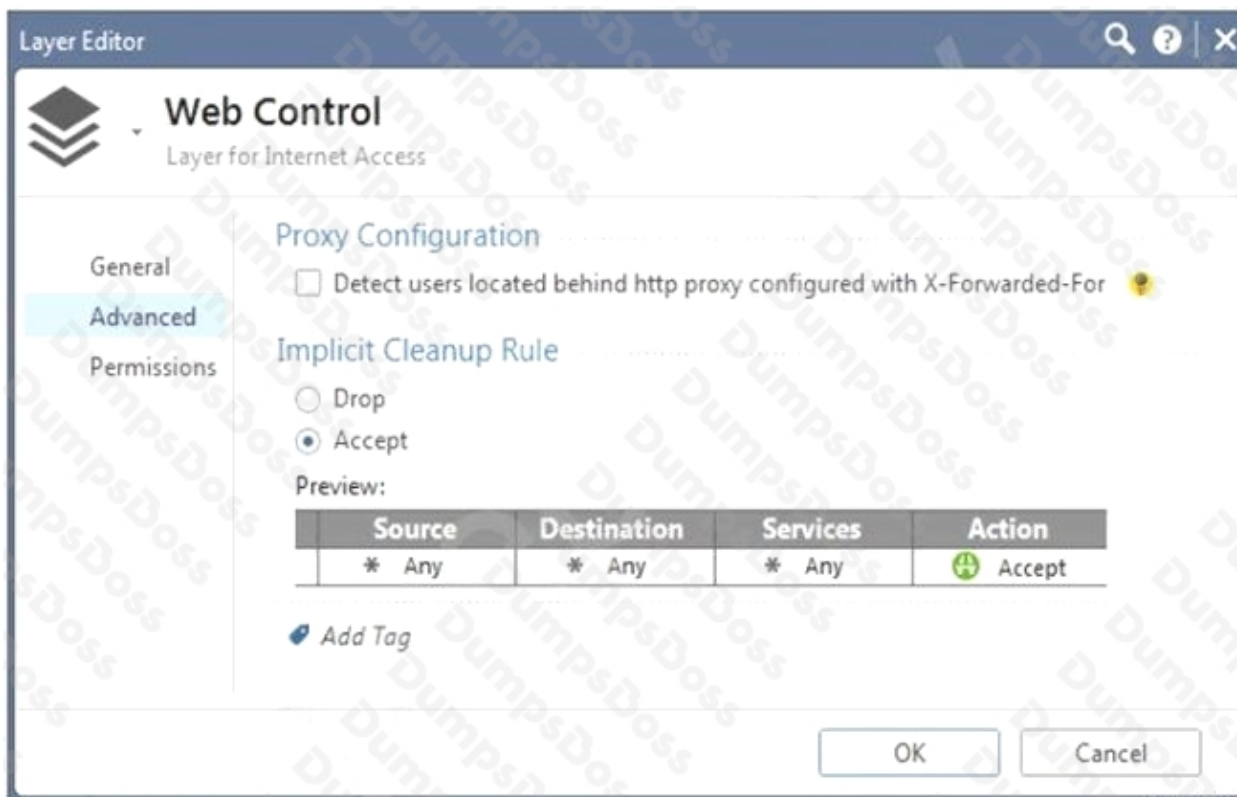 Layer Editor
Web Control
Layer for Internet Access
General
Advanced
Permissions
Proxy Configuration
Detect users located behind http proxy configured with X-Forwarded-For
Implicit Cleanup Rule
Drop
Accept
Preview:
Source Destination Services Action
* Any * Any * Any Accept
Add Tag
OK Cancel
DumpsDoss